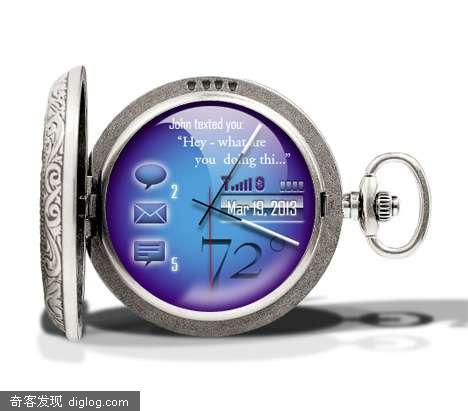 John texted you:
"Hey - what are
you doing thi..."
2
Mar 19, 2013
72°
5
奇客发现 diglog.com